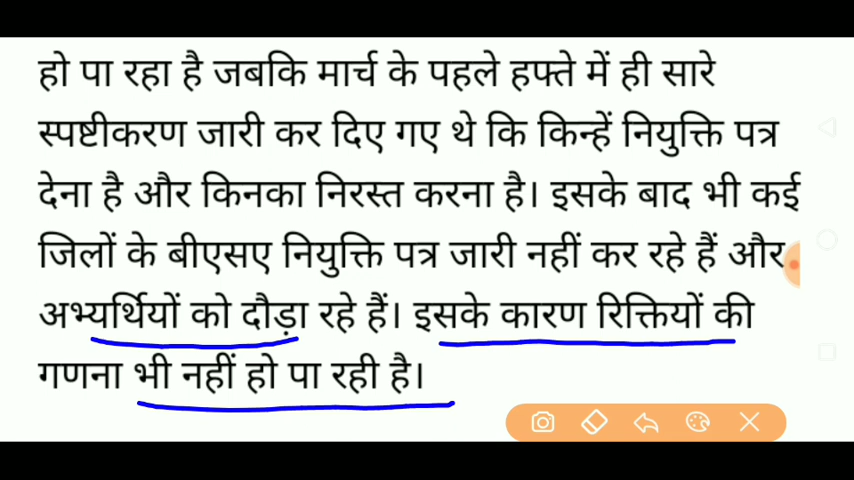 हो पा रहा है जबकि मार्च के पहले हफ्ते में ही सारे
स्पष्टीकरण जारी कर दिए गए थे कि किन्हें नियुक्ति पत्र
देना है और किनका निरस्त करना है। इसके बाद भी कई
जिलों के बीएसए नियुक्ति पत्र जारी नहीं कर रहे हैं और
अभ्यर्थियों को दौड़ा रहे हैं। इसके कारण रिक्तियों की
गणना भी नहीं हो पा रही है।